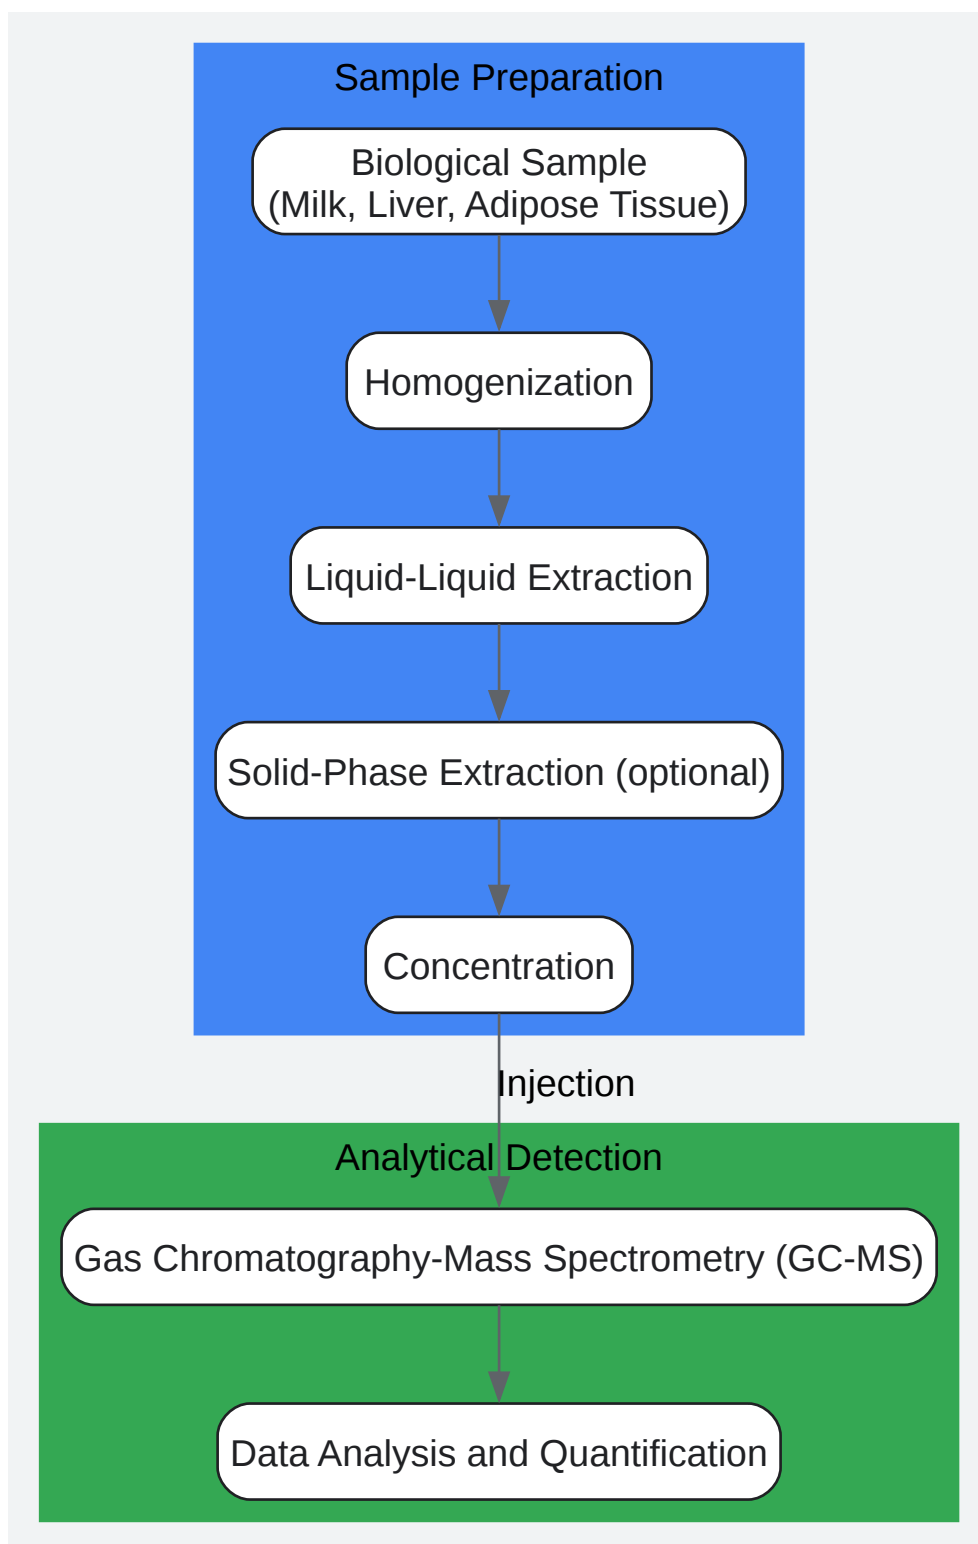 Sample Preparation
Biological Sample
(Milk, Liver, Adipose Tissue)
Homogenization
Liquid-Liquid Extraction
Solid-Phase Extraction (optional)
Concentration
Injection
Analytical Detection
Gas Chromatography-Mass Spectrometry (GC-MS)
Data Analysis and Quantification